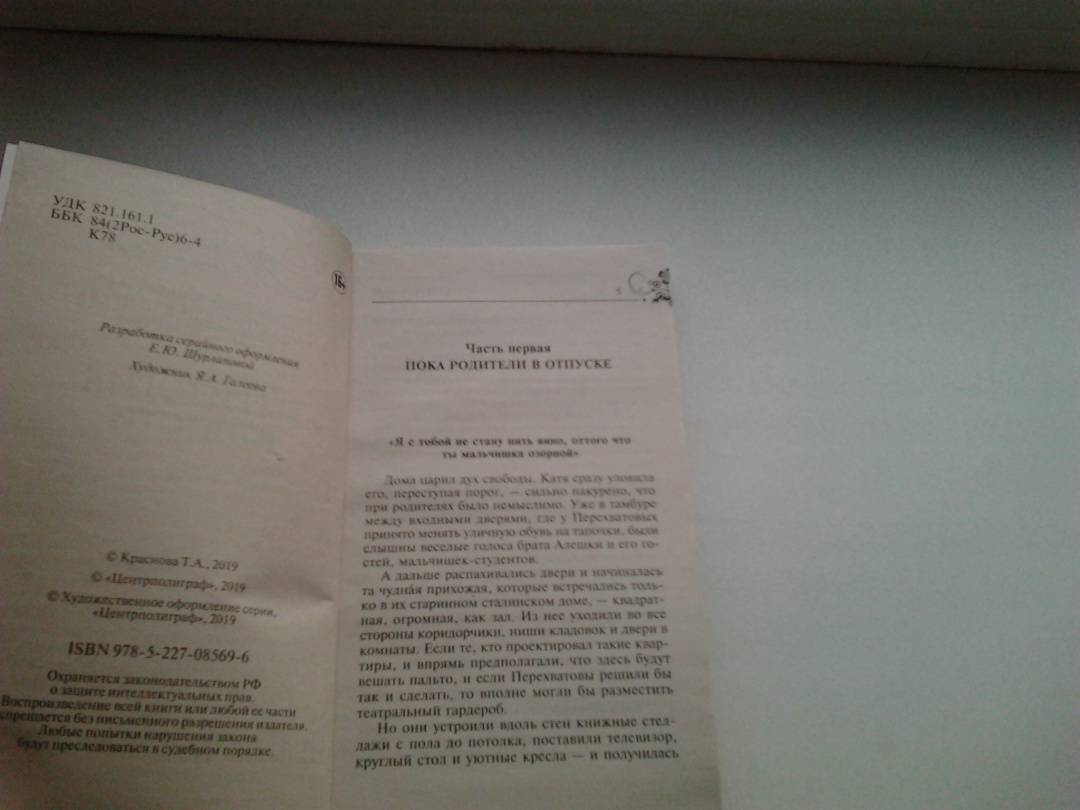 УДК 821.161.1
ББК 84(2Рос-Рус)6-4
К78
16+
Разработка серийного оформления
Е.Ю. Шурлаповой
Художник Я.А. Галеева
© Краснова Т.А., 2019
© «Центрполиграф», 2019
© Художественное оформление серии,
«Центрполиграф», 2019
ISBN 978-5-227-08569-6
Охраняется законодательством РФ
о защите интеллектуальных прав.
Воспроизведение всей книги или любой ее части
спрещается без письменного разрешения издателя.
Любые попытки нарушения закона
будут преследоваться в судебном порядке.
5
Часть первая
ПОКА РОДИТЕЛИ В ОТПУСКЕ
«Я с тобой не стану пить вино, оттого что
ты мальчишка озорной»
Дома царил дух свободы. Катя сразу уловила
его, переступая порог, — сильно накурено, что
при родителях было немыслимо. Уже в тамбуре
между входными дверями, где у Перехватовых
принято менять уличную обувь на тапочки, были
слышны веселые голоса брата Алешки и его го-
стей, мальчишек-студентов.
А дальше распахивались двери и начиналась
та чудная прихожая, которые встречались толь-
ко в их старинном сталинском доме, — квадрат-
ная, огромная, как зал. Из нее уходили во все
стороны коридорчики, ниши кладовок и двери в
комнаты. Если те, кто проектировал такие квар-
тиры, и впрямь предполагали, что здесь будут
вешать пальто, и если Перехватовы решили бы
так и сделать, то вполне могли бы разместить
театральный гардероб.
Но они устроили вдоль стен книжные стел-
лажи с пола до потолка, поставили телевизор,
круглый стол и уютные кресла — и получилась